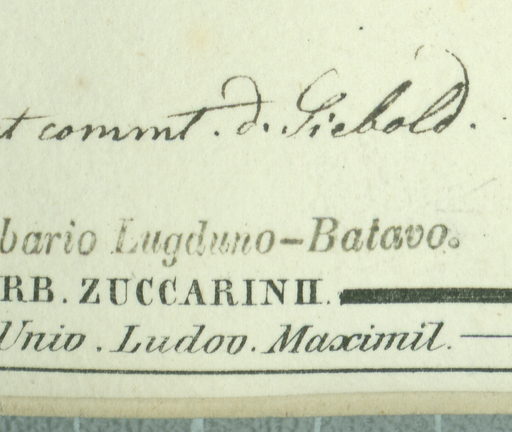 t commt. d. Siebold.
bario Lugduno-Batavo.
RB. ZUCCARINII.
Univ. Ludov. Maximil.